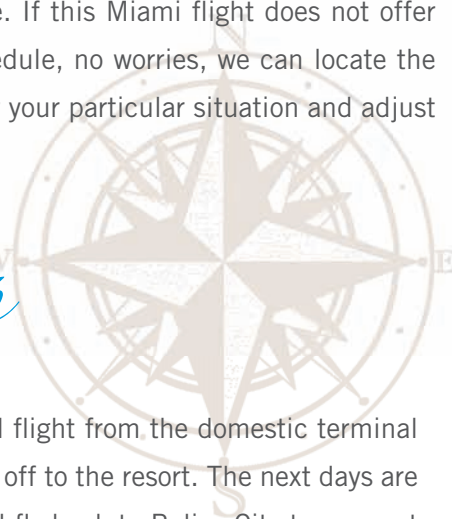 If this Miami flight does not offer
N
edule, no worries, we can locate the
your particular situation and adjust
E
flight from the domestic terminal
off to the resort. The next days are
S